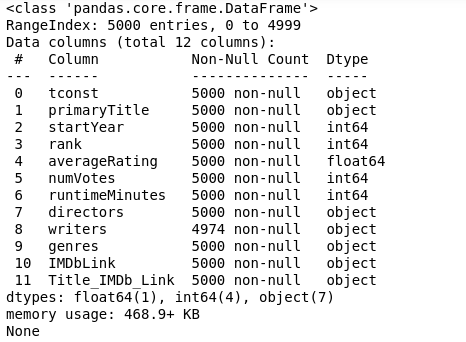 <class 'pandas.core.frame.DataFrame'>
RangeIndex: 5000 entries, 0 to 4999
Data columns (total 12 columns):
 #   Column           Non-Null Count  Dtype
---  ------           --------------  -----
 0   tconst           5000 non-null   object
 1   primaryTitle     5000 non-null   object
 2   startYear        5000 non-null   int64
 3   rank             5000 non-null   int64
 4   averageRating    5000 non-null   float64
 5   numVotes         5000 non-null   int64
 6   runtimeMinutes   5000 non-null   int64
 7   directors        5000 non-null   object
 8   writers          4974 non-null   object
 9   genres           5000 non-null   object
 10  IMDbLink         5000 non-null   object
 11  Title_IMDb_Link  5000 non-null   object
dtypes: float64(1), int64(4), object(7)
memory usage: 468.9+ KB
None